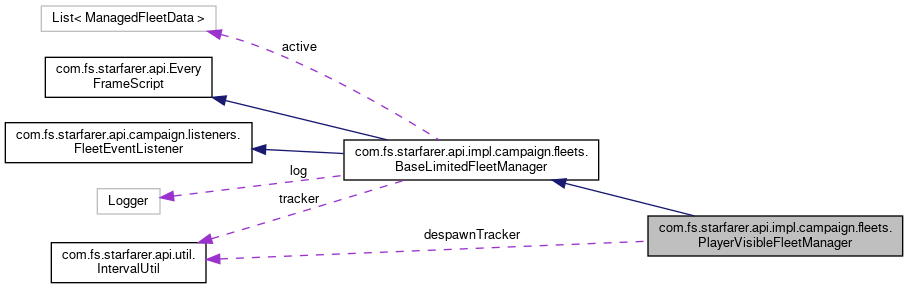 List< ManagedFleetData >
active
com.fs.starfarer.api.Every
FrameScript
com.fs.starfarer.api.campaign.listeners.
FleetEventListener
com.fs.starfarer.api.impl.campaign.fleets.
BaseLimitedFleetManager
log
Logger
tracker
com.fs.starfarer.api.impl.campaign.fleets.
PlayerVisibleFleetManager
despawnTracker
com.fs.starfarer.api.util.
IntervalUtil